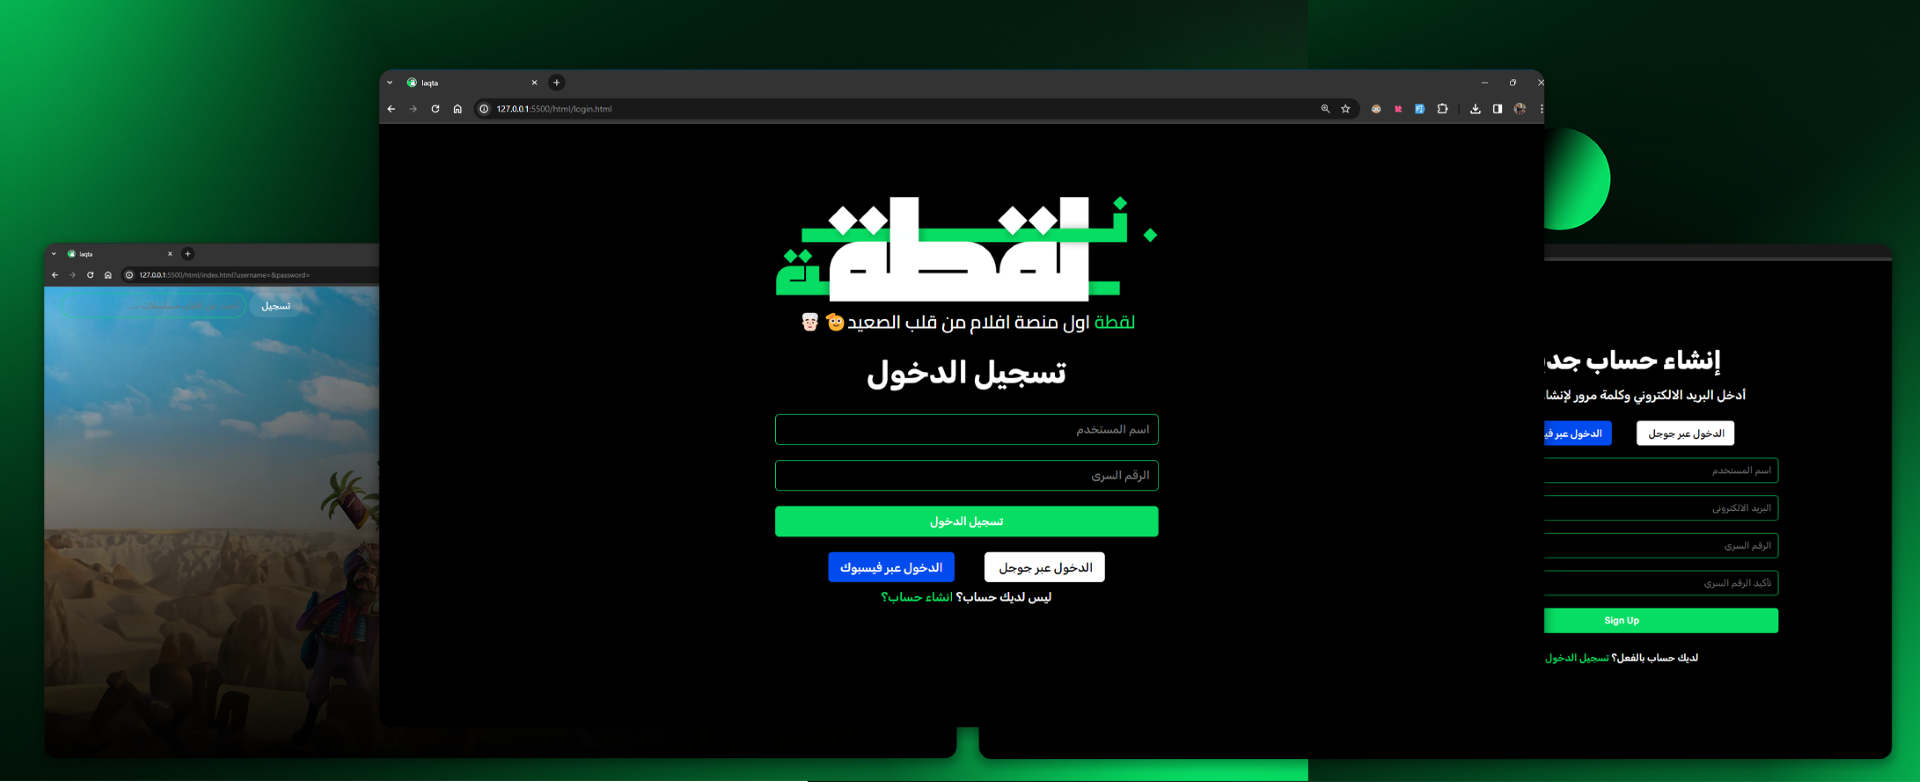 laqta
127.0.0.1:5500/html/login.html
لقطة
لقطة اول منصة افلام من قلب الصعيد
تسجيل الدخول
اسم المستخدم
الرقم السرى
تسجيل الدخول
الدخول عبر جوجل
الدخول عبر فيسبوك
ليس لديك حساب؟ انشاء حساب؟
laqta
127.0.0.1:5500/html/index.html?username=&password=
تسجيل
إنشاء حساب
أدخل البريد الالكتروني وكلمة مرور
الدخول عبر جوجل
الدخول عبر
اسم المستخدم
البريد الالكترونى
الرقم السرى
تأكيد الرقم السرى
Sign Up
لديك حساب بالفعل؟ تسجيل الدخول